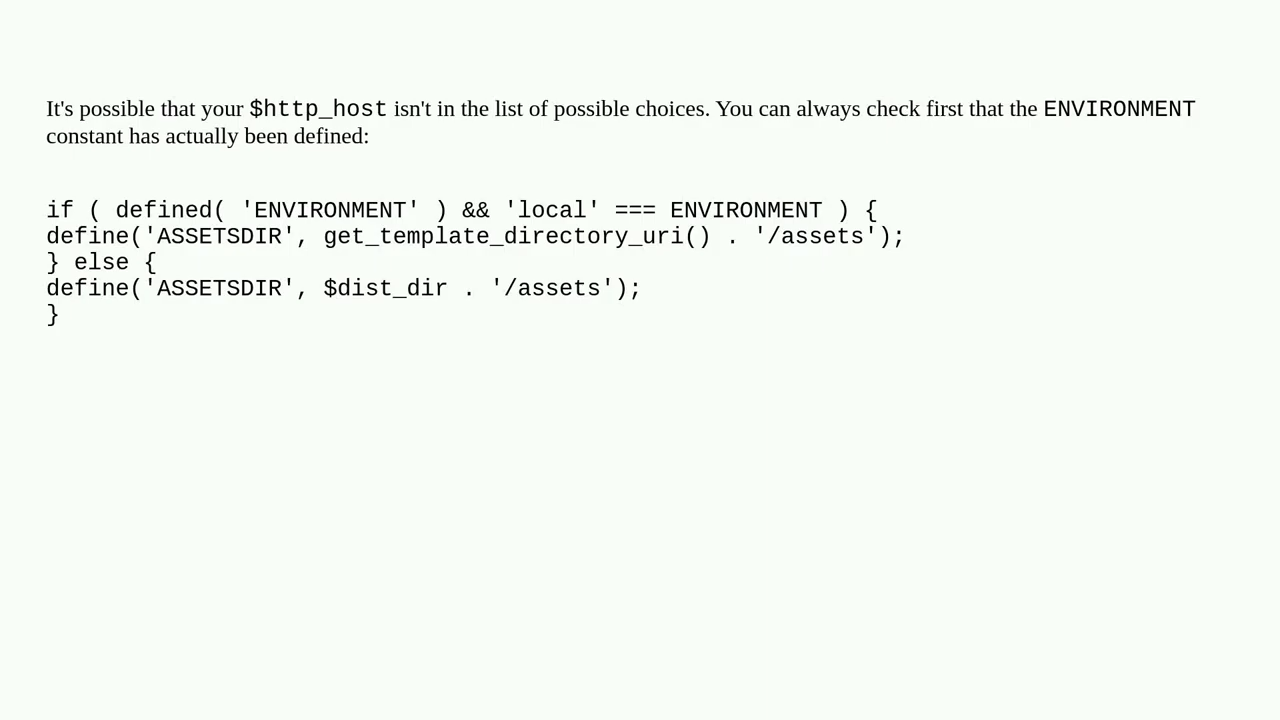 It's possible that your $http_host isn't in the list of possible choices. You can always check first that the ENVIRONMENT
constant has actually been defined:
if ( defined( 'ENVIRONMENT' ) && 'local' === ENVIRONMENT ) {
define('ASSETSDIR', get_template_directory_uri() . '/assets');
} else {
define('ASSETSDIR', $dist_dir . '/assets');
}